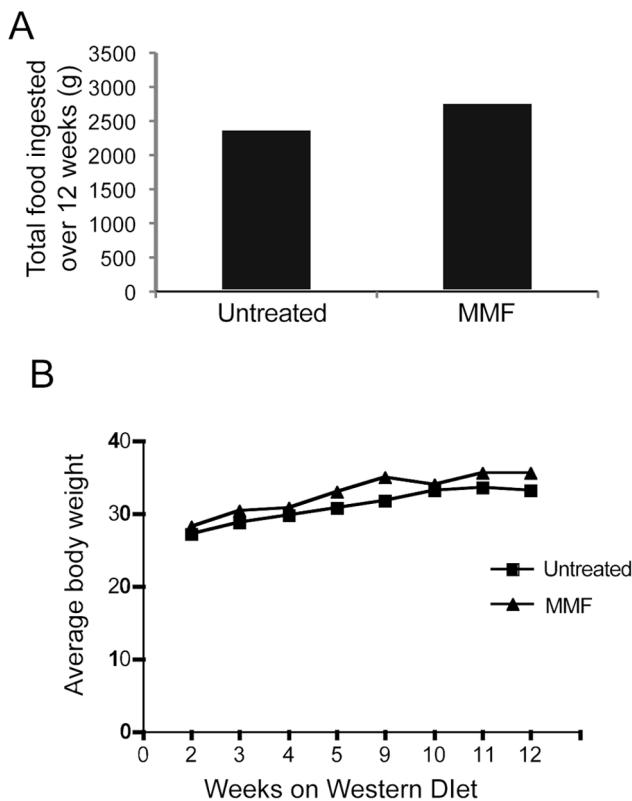 A
Total food ingested
over 12 weeks (g)
3500
3000
2500
2000
1500
1000
500
0
Untreated MMF
B
Average body weight
40
30
20
10
0
0 2 3 4 5 9 10 11 12
Weeks on Western DIet
Untreated
MMF